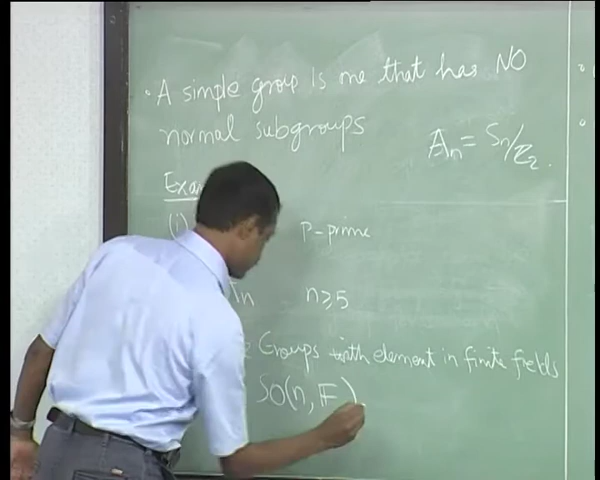 • A simple group is one that has NO
normal subgroups
Aₙ = Sₙ/Z₂.
Exa
(i) p-prime
n ≥ 5
Groups with element in finite fields
SO(n, F)